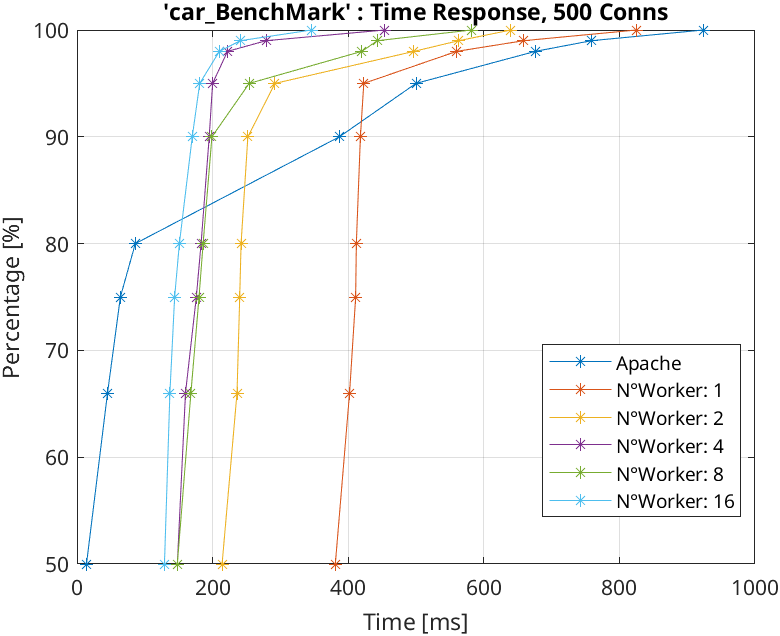 'car_BenchMark' : Time Response, 500 Conns
100
90
80
70
60
50
Percentage [%]
0 200 400 600 800 1000
Time [ms]
Apache
N°Worker: 1
N°Worker: 2
N°Worker: 4
N°Worker: 8
N°Worker: 16